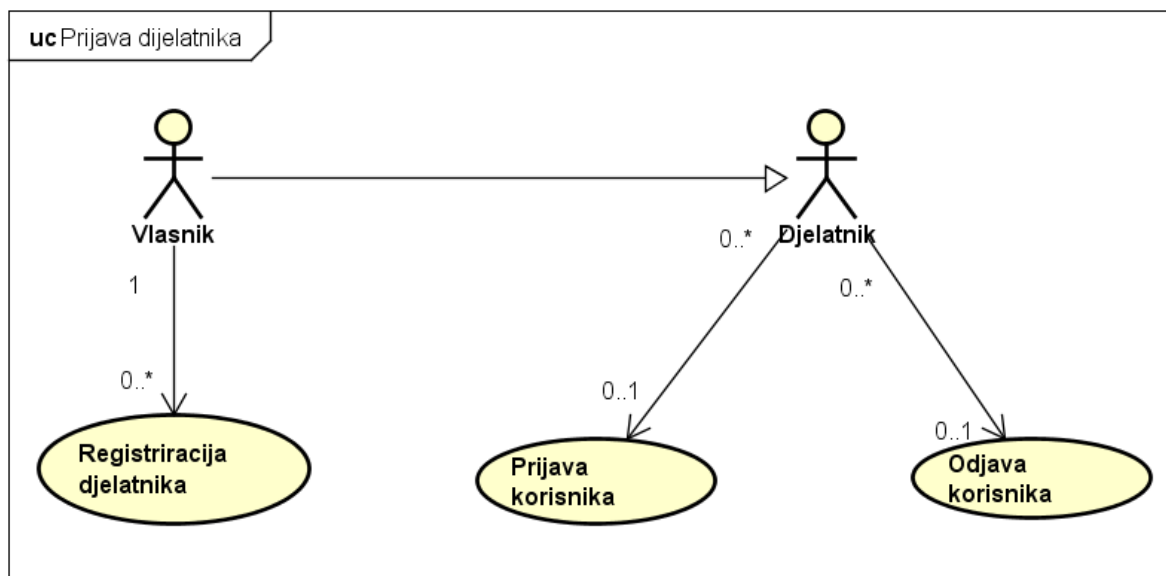 uc Prijava dijelatnika
Vlasnik
Djelatnik
0..*
1
0..*
0..*
0..1
0..1
Registriracija
djelatnika
Prijava
korisnika
Odjava
korisnika